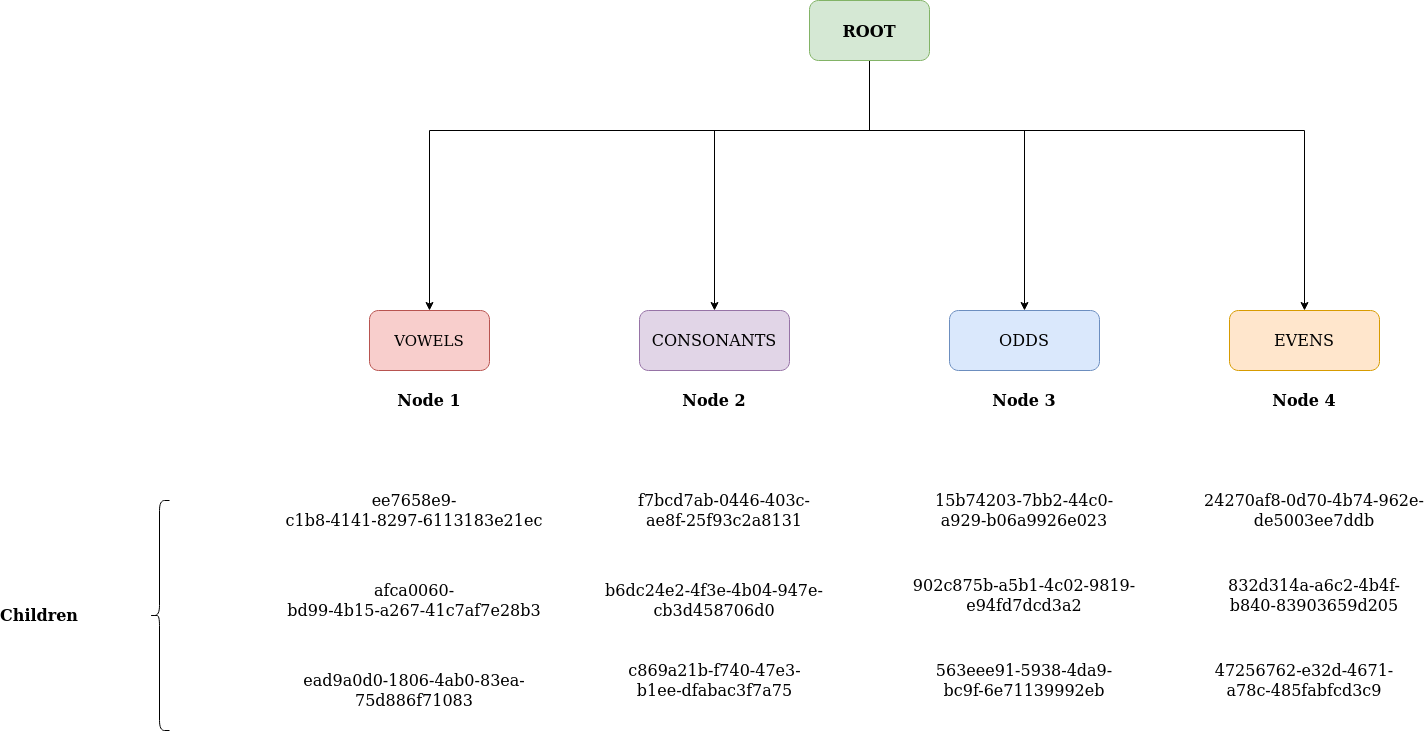 ROOT
VOWELS
CONSONANTS
ODDS
EVENS
Node 1
Node 2
Node 3
Node 4
Children
ee7658e9-
c1b8-4141-8297-6113183e21ec
f7bcd7ab-0446-403c-
ae8f-25f93c2a8131
15b74203-7bb2-44c0-
a929-b06a9926e023
24270af8-0d70-4b74-962e-
de5003ee7ddb
afca0060-
bd99-4b15-a267-41c7af7e28b3
b6dc24e2-4f3e-4b04-947e-
cb3d458706d0
902c875b-a5b1-4c02-9819-
e94fd7dcd3a2
832d314a-a6c2-4b4f-
b840-83903659d205
ead9a0d0-1806-4ab0-83ea-
75d886f71083
c869a21b-f740-47e3-
b1ee-dfabac3f7a75
563eee91-5938-4da9-
bc9f-6e71139992eb
47256762-e32d-4671-
a78c-485fabfcd3c9